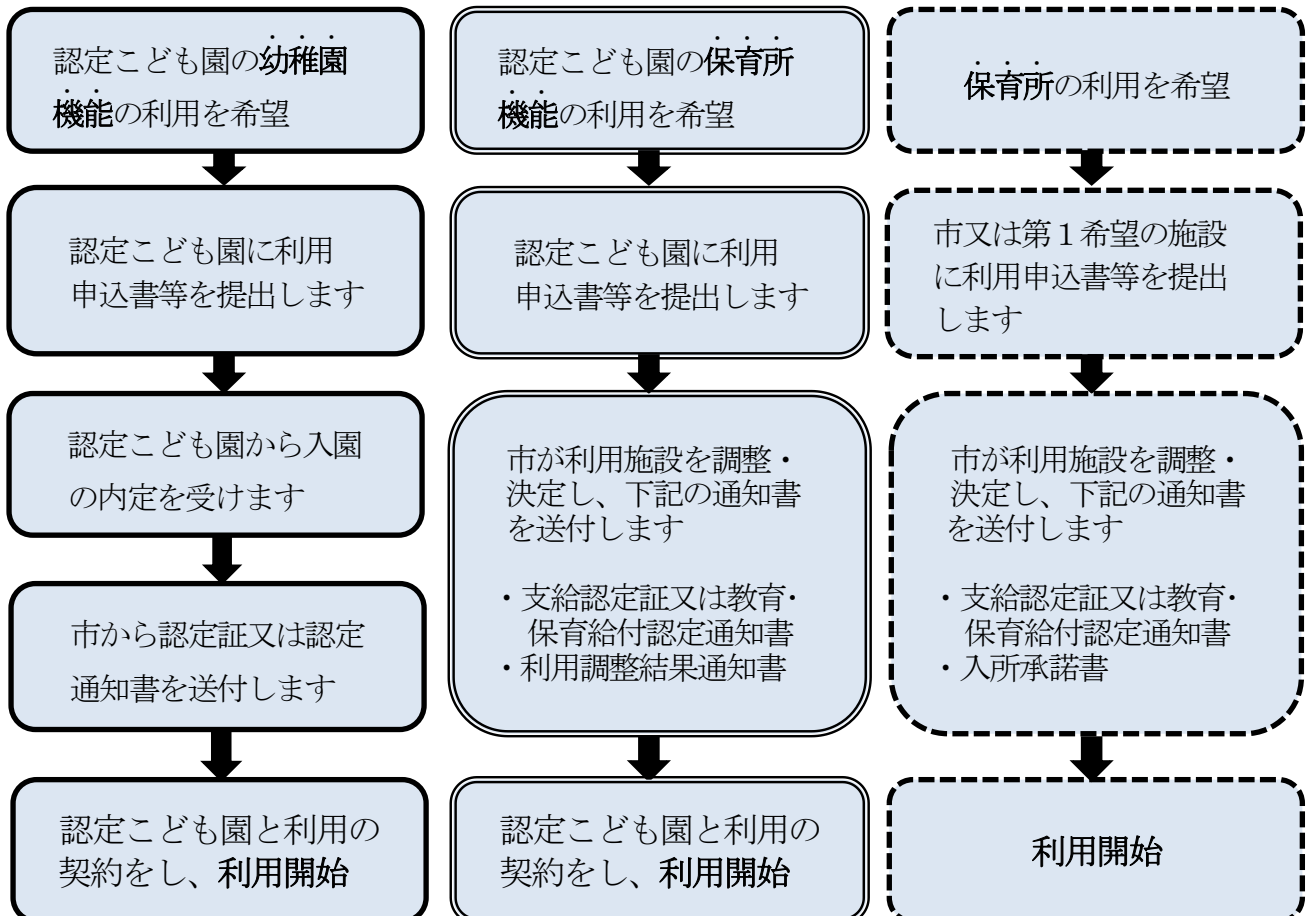 認定こども園の幼稚園
機能の利用を希望
認定こども園に利用
申込書等を提出します
認定こども園から入園
の内定を受けます
市から認定証又は認定
通知書を送付します
認定こども園と利用の
契約をし、利用開始
認定こども園の保育所
機能の利用を希望
認定こども園に利用
申込書等を提出します
市が利用施設を調整・
決定し、下記の通知書
を送付します
・支給認定証又は教育・
保育給付認定通知書
・利用調整結果通知書
認定こども園と利用の
契約をし、利用開始
保育所の利用を希望
市又は第１希望の施設
に利用申込書等を提出
します
市が利用施設を調整・
決定し、下記の通知書
を送付します
・支給認定証又は教育・
保育給付認定通知書
・入所承諾書
利用開始